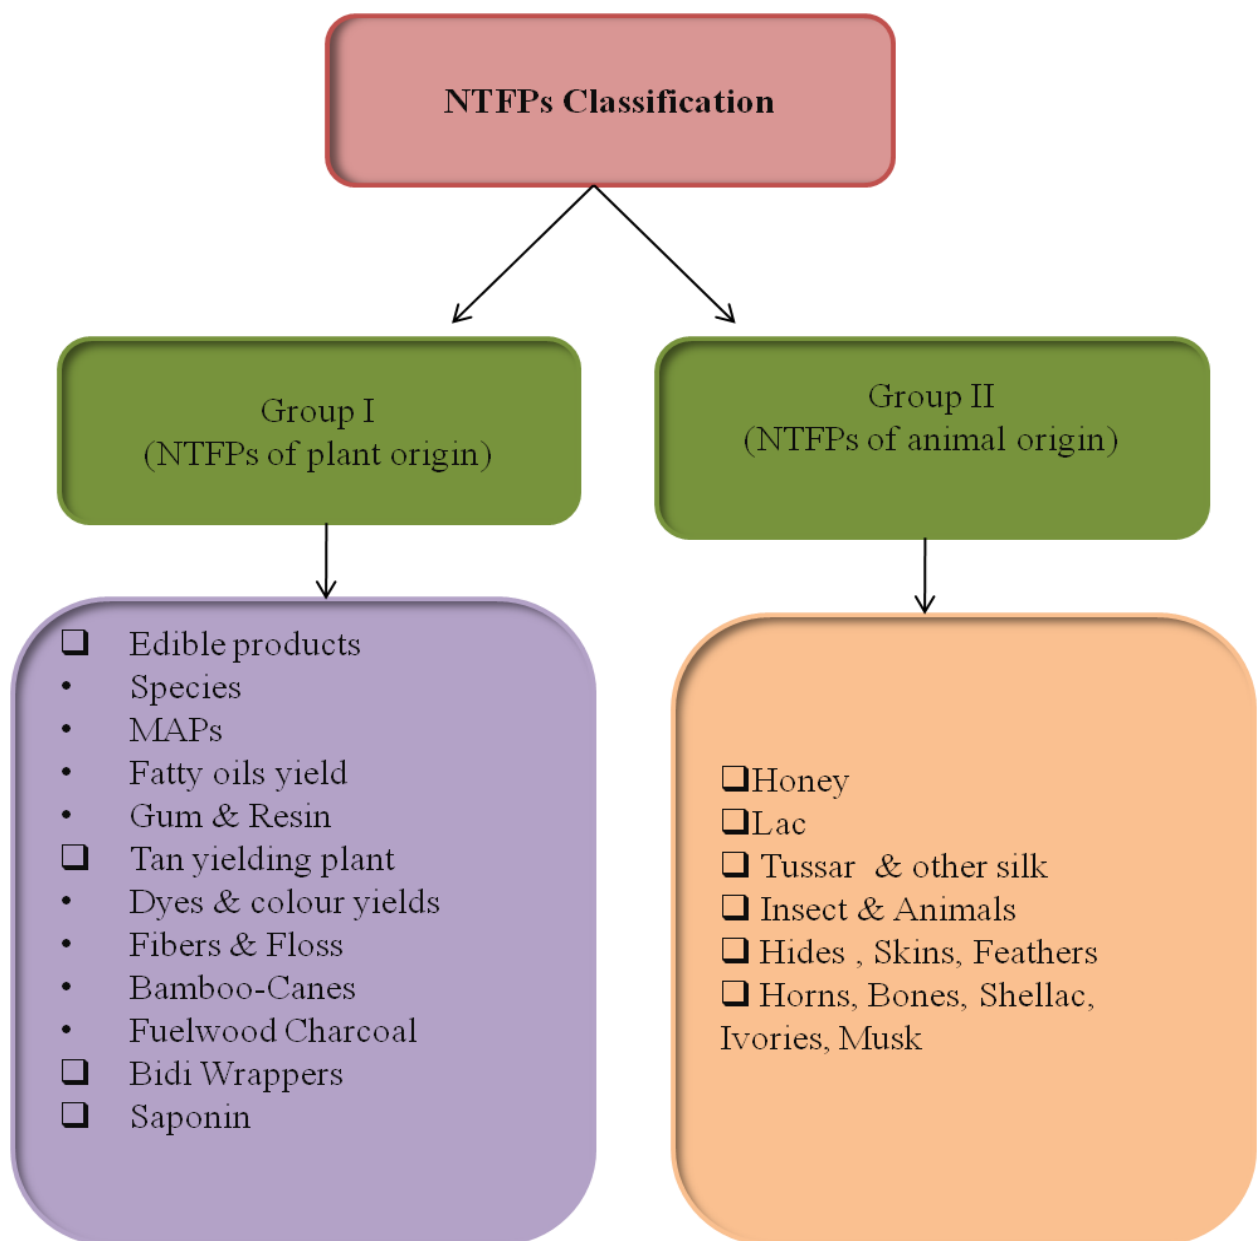 NTFPs Classification
Group I
(NTFPs of plant origin)
Group II
(NTFPs of animal origin)
❑ Edible products
• Species
• MAPs
• Fatty oils yield
• Gum & Resin
❑ Tan yielding plant
• Dyes & colour yields
• Fibers & Floss
• Bamboo-Canes
• Fuelwood Charcoal
❑ Bidi Wrappers
❑ Saponin
❑Honey
❑Lac
❑ Tussar & other silk
❑ Insect & Animals
❑ Hides , Skins, Feathers
❑ Horns, Bones, Shellac,
Ivories, Musk